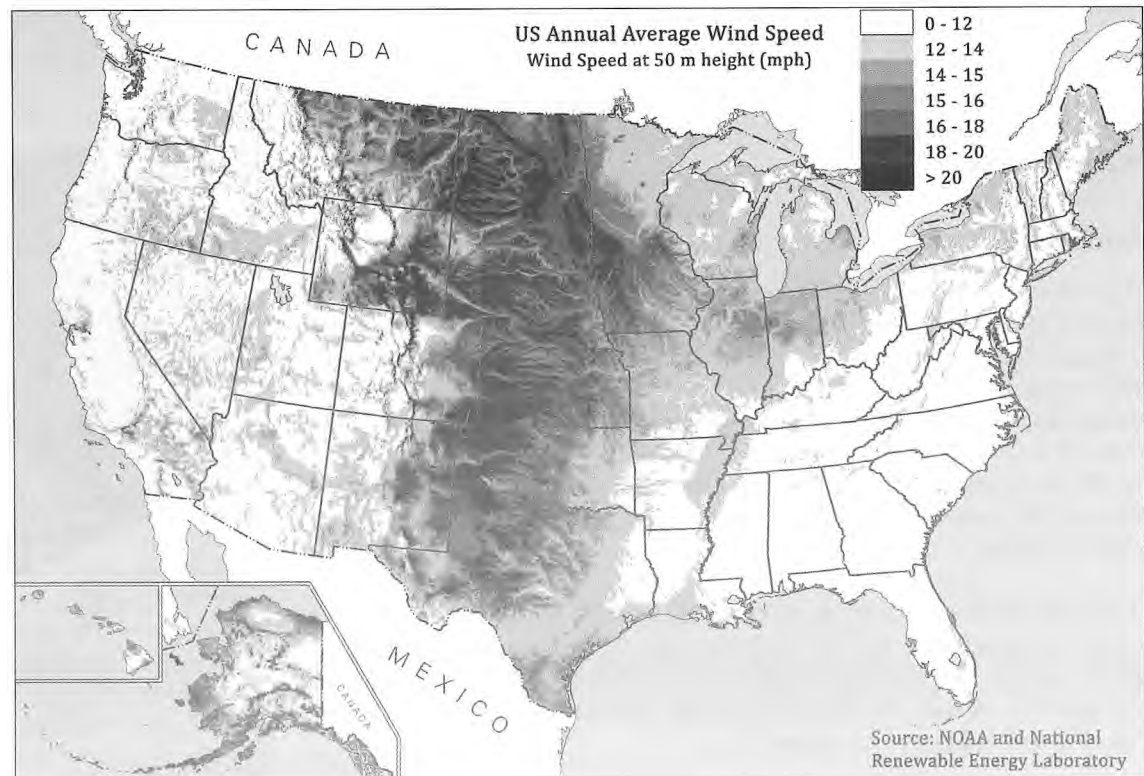 CANADA
US Annual Average Wind Speed
Wind Speed at 50 m height (mph)
0 - 12
12 - 14
14 - 15
15 - 16
16 - 18
18 - 20
> 20
MEXICO
CANADA
Source: NOAA and National
Renewable Energy Laboratory